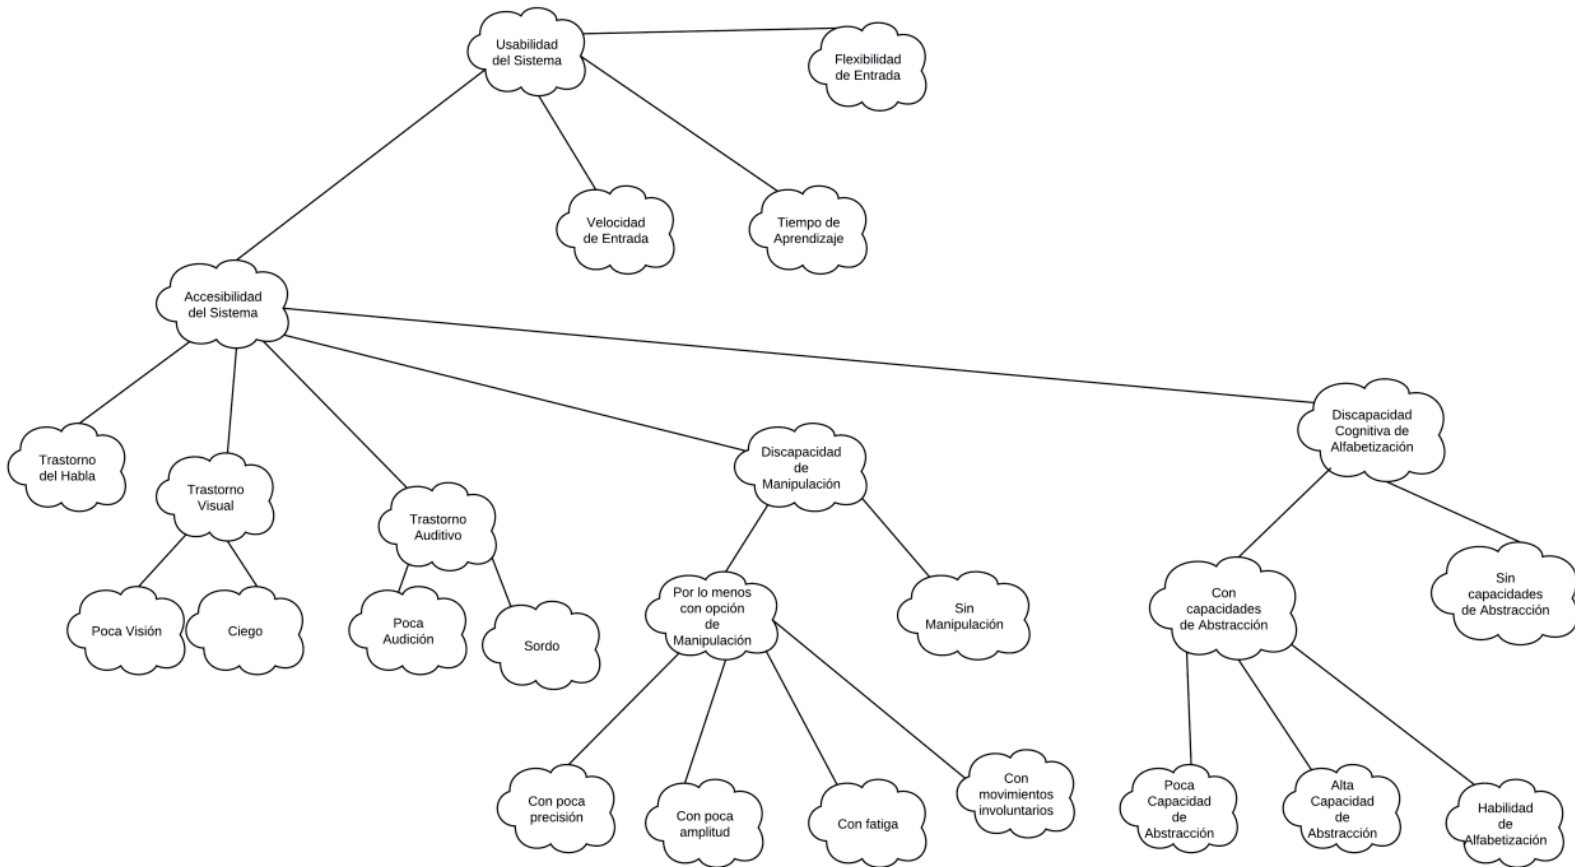 Usabilidad
del Sistema
Flexibilidad
de Entrada
Velocidad
de Entrada
Tiempo de
Aprendizaje
Accesibilidad
del Sistema
Trastorno
del Habla
Trastorno
Visual
Trastorno
Auditivo
Discapacidad
de
Manipulación
Discapacidad
Cognitiva de
Alfabetización
Poca Visión
Ciego
Poca
Audición
Sordo
Por lo menos
con opción
de
Manipulación
Sin
Manipulación
Con
capacidades
de Abstracción
Sin
capacidades
de Abstracción
Con poca
precisión
Con poca
amplitud
Con fatiga
Con
movimientos
involuntarios
Poca
Capacidad
de
Abstracción
Alta
Capacidad
de
Abstracción
Habilidad
de
Alfabetización